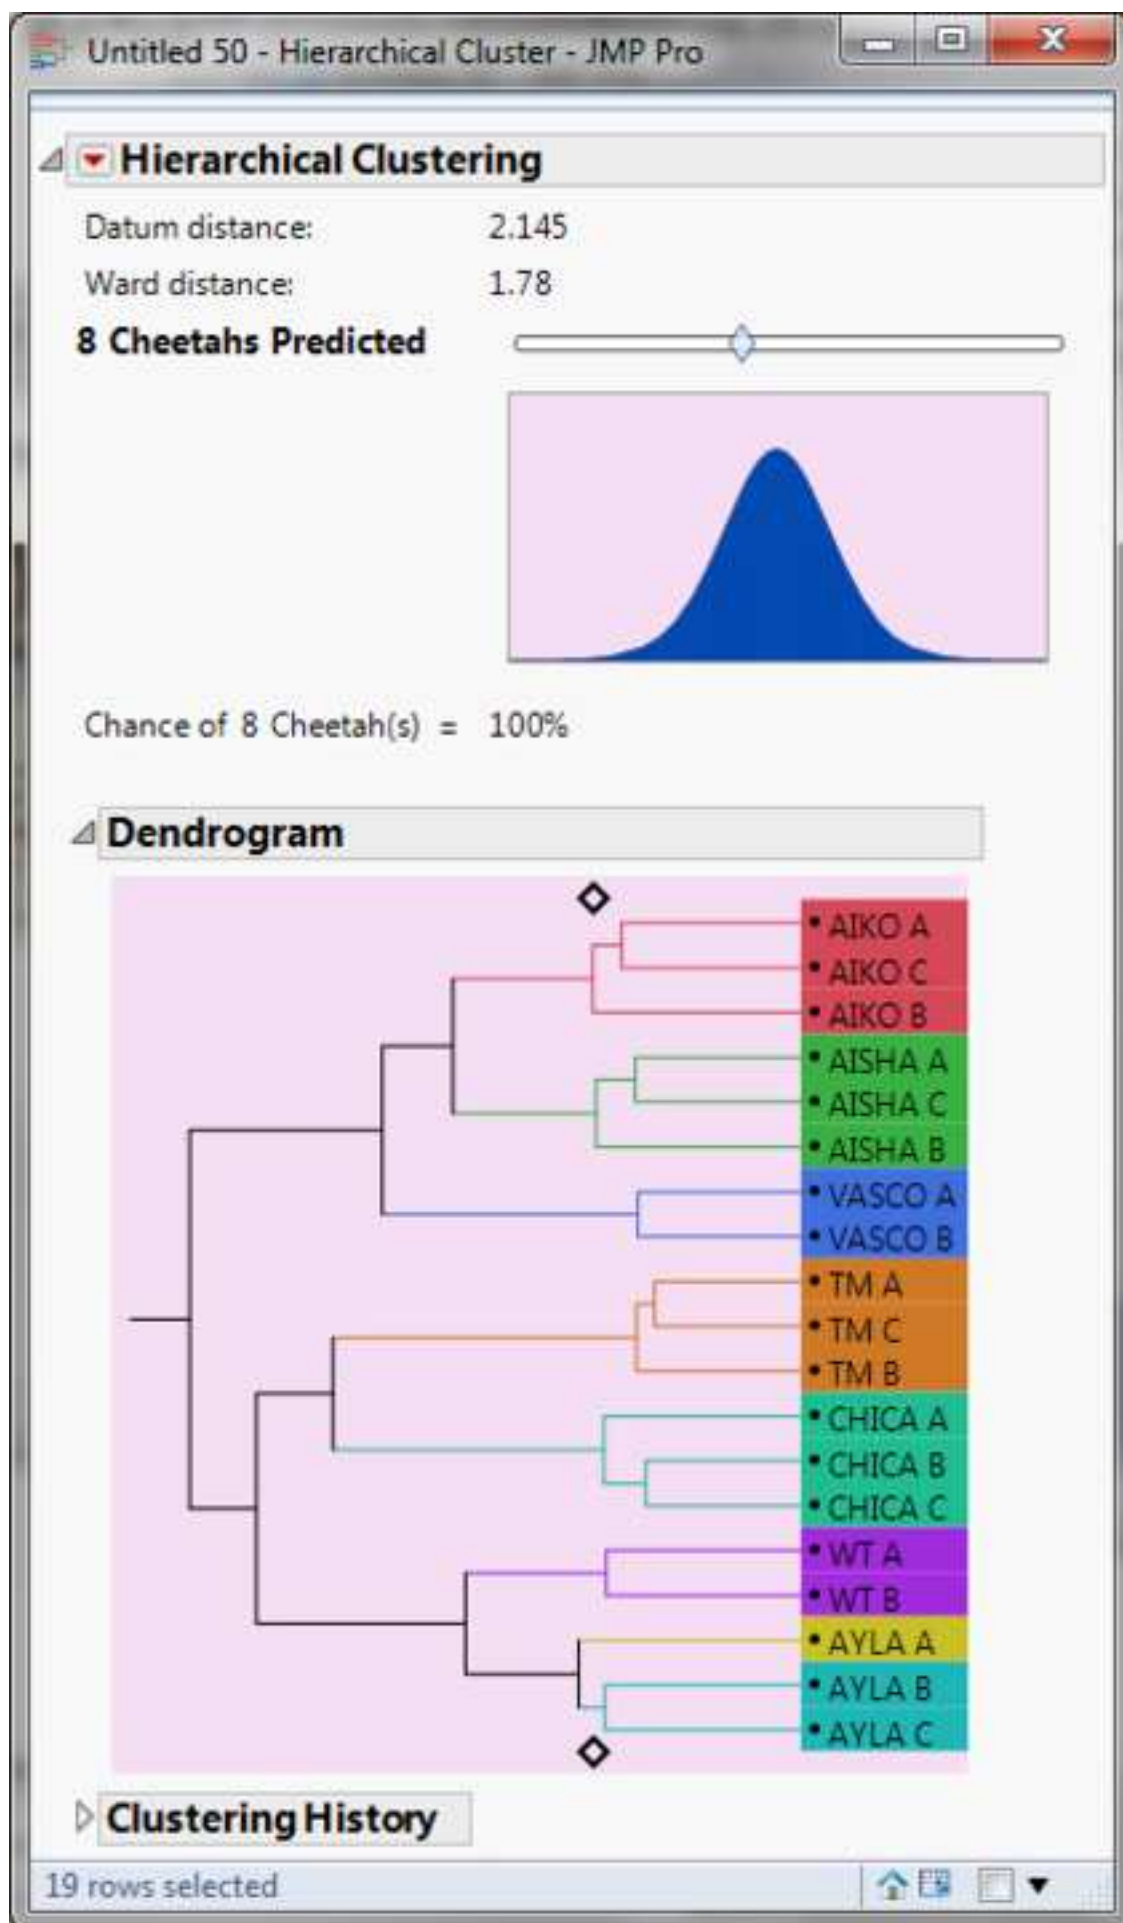 Untitled 50 - Hierarchical Cluster - JMP Pro
Hierarchical Clustering
Datum distance: 2.145
Ward distance: 1.78
8 Cheetahs Predicted
Chance of 8 Cheetah(s) = 100%
Dendrogram
AIKO A
AIKO C
AIKO B
AISHA A
AISHA C
AISHA B
VASCO A
VASCO B
TM A
TM C
TM B
CHICA A
CHICA B
CHICA C
WT A
WT B
AYLA A
AYLA B
AYLA C
Clustering History
19 rows selected